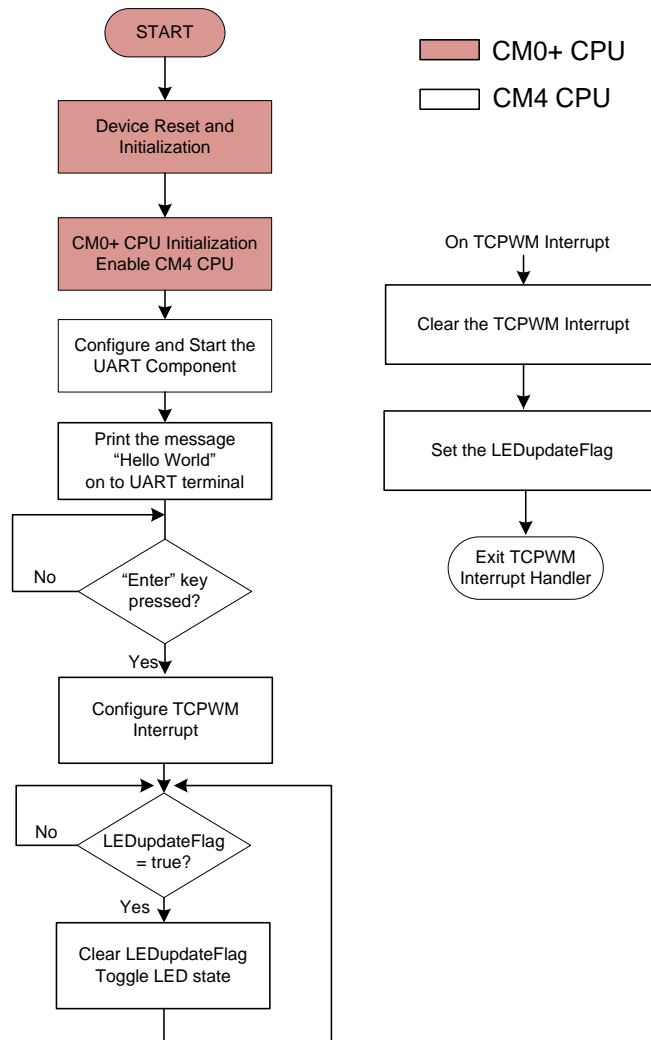 START
Device Reset and
Initialization
CM0+ CPU Initialization
Enable CM4 CPU
Configure and Start the
UART Component
Print the message
“Hello World”
on to UART terminal
No
“Enter” key
pressed?
Yes
Configure TCPWM
Interrupt
No
LEDupdateFlag
= true?
Yes
Clear LEDupdateFlag
Toggle LED state
CM0+ CPU
CM4 CPU
On TCPWM Interrupt
Clear the TCPWM Interrupt
Set the LEDupdateFlag
Exit TCPWM
Interrupt Handler